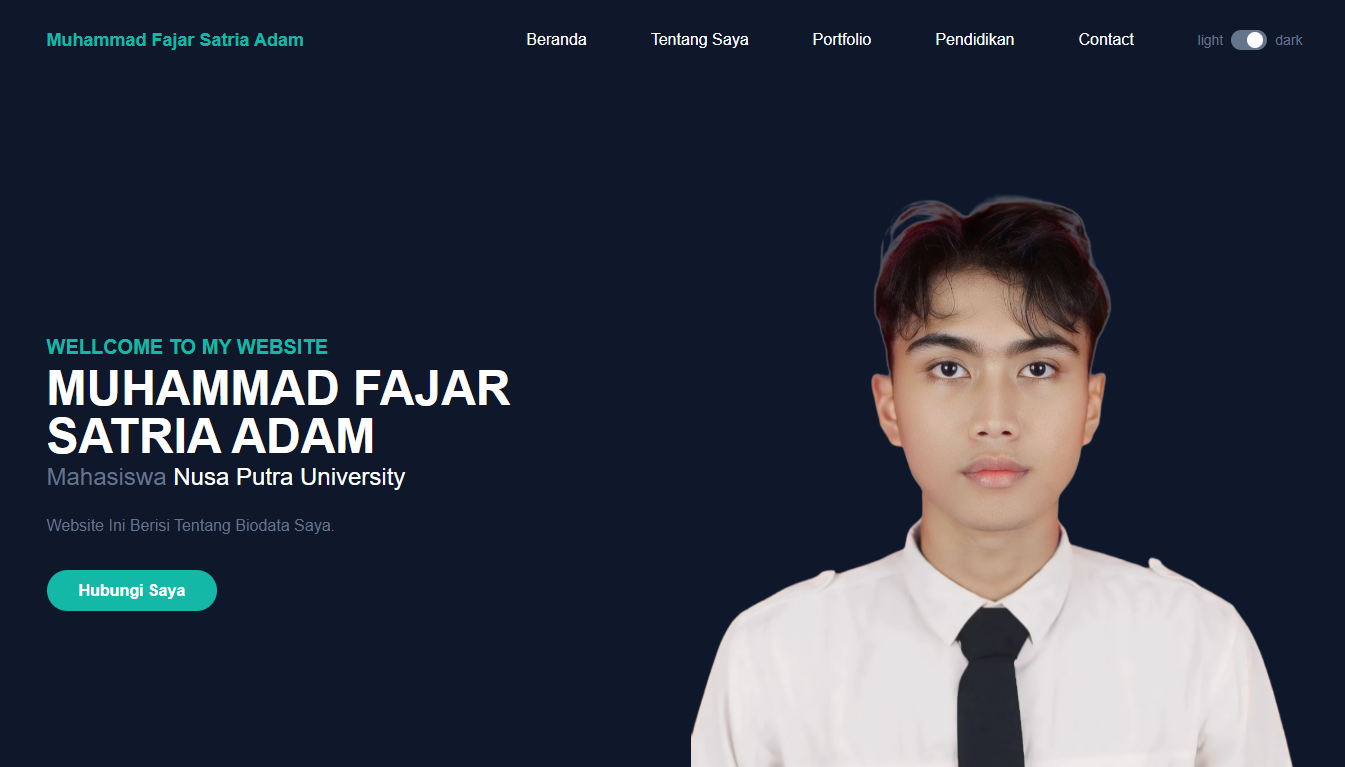 Muhammad Fajar Satria Adam
Beranda
Tentang Saya
Portfolio
Pendidikan
Contact
light
dark
WELLCOME TO MY WEBSITE
MUHAMMAD FAJAR
SATRIA ADAM
Mahasiswa Nusa Putra University
Website Ini Berisi Tentang Biodata Saya.
Hubungi Saya